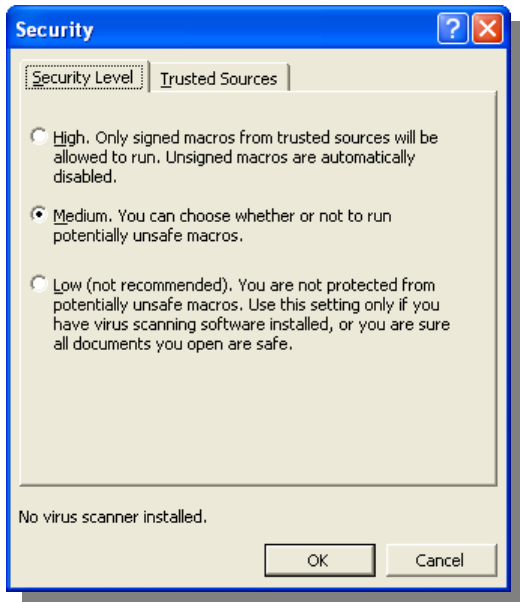 Security
Security Level
Trusted Sources
High. Only signed macros from trusted sources will be
allowed to run. Unsigned macros are automatically
disabled.
Medium. You can choose whether or not to run
potentially unsafe macros.
Low (not recommended). You are not protected from
potentially unsafe macros. Use this setting only if you
have virus scanning software installed, or you are sure
all documents you open are safe.
No virus scanner installed.
OK
Cancel